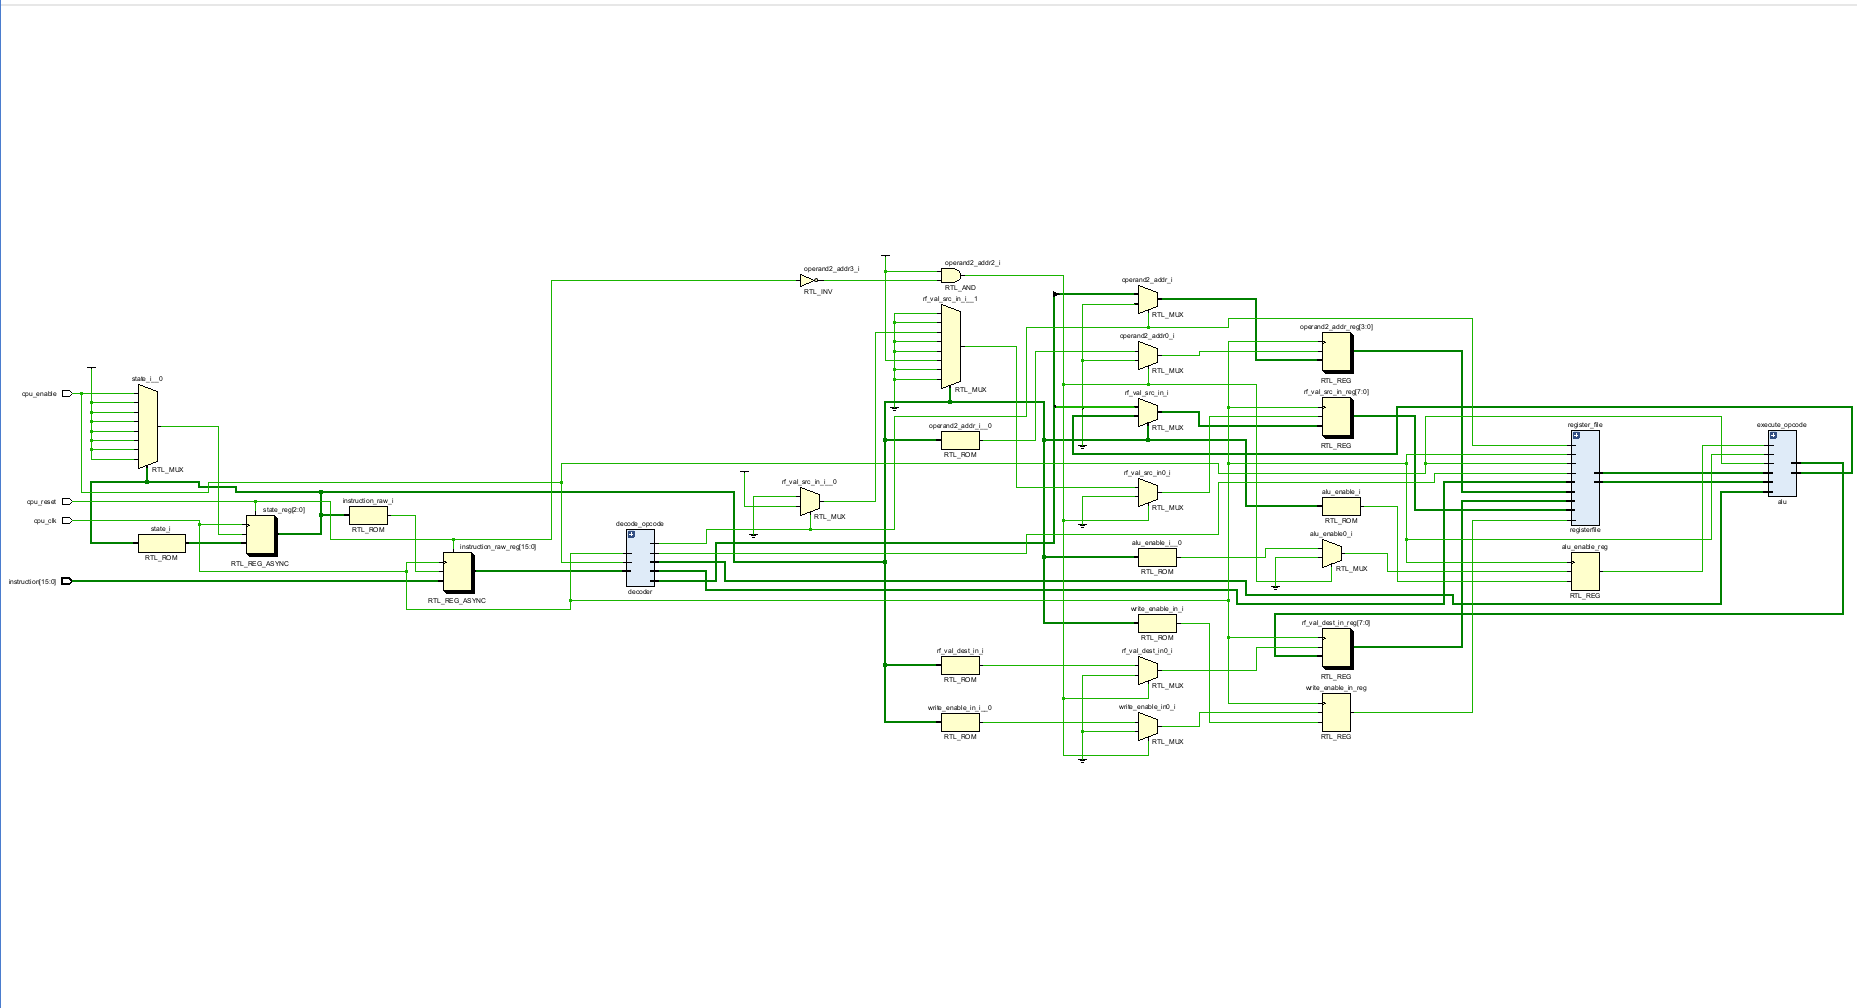 operand2_addr3_i
RTL_INV
operand2_addr2_i
RTL_AND
rf_val_src_in_i__1
RTL_MUX
operand2_addr_i
RTL_MUX
operand2_addr0_i
RTL_MUX
operand2_addr_reg[3:0]
RTL_REG
rf_val_src_in_reg[7:0]
RTL_REG
rf_val_src_in_i
RTL_MUX
cpu_enable
state_i__0
RTL_MUX
operand2_addr_i__0
RTL_ROM
register_file
registerfile
execute_opcode
alu
rf_val_src_in_i__0
RTL_MUX
rf_val_src_in0_i
RTL_MUX
cpu_reset
cpu_clk
state_i
RTL_ROM
state_reg[2:0]
RTL_REG_ASYNC
instruction_raw_i
RTL_ROM
instruction_raw_reg[15:0]
RTL_REG_ASYNC
instruction[15:0]
decode_opcode
decoder
alu_enable_i
RTL_ROM
alu_enable_i__0
RTL_ROM
alu_enable0_i
RTL_MUX
alu_enable_reg
RTL_REG
write_enable_in_i
RTL_ROM
rf_val_dest_in_i
RTL_ROM
rf_val_dest_in0_i
RTL_MUX
rf_val_dest_in_reg[7:0]
RTL_REG
write_enable_in_i__0
RTL_ROM
write_enable_in0_i
RTL_MUX
write_enable_in_reg
RTL_REG